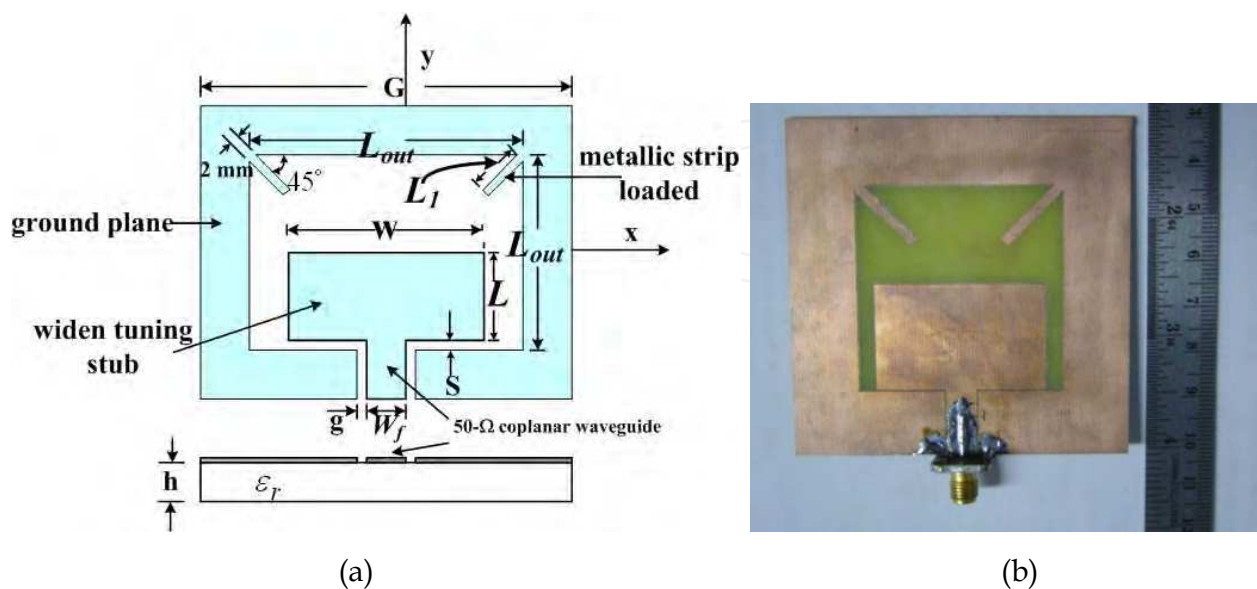 y
G
L_out
2 mm
45°
L_1
metallic strip
loaded
ground plane
W
x
L_out
L
widen tuning
stub
S
g
W_f
50-Ω coplanar waveguide
h
ε_r
(a)
(b)